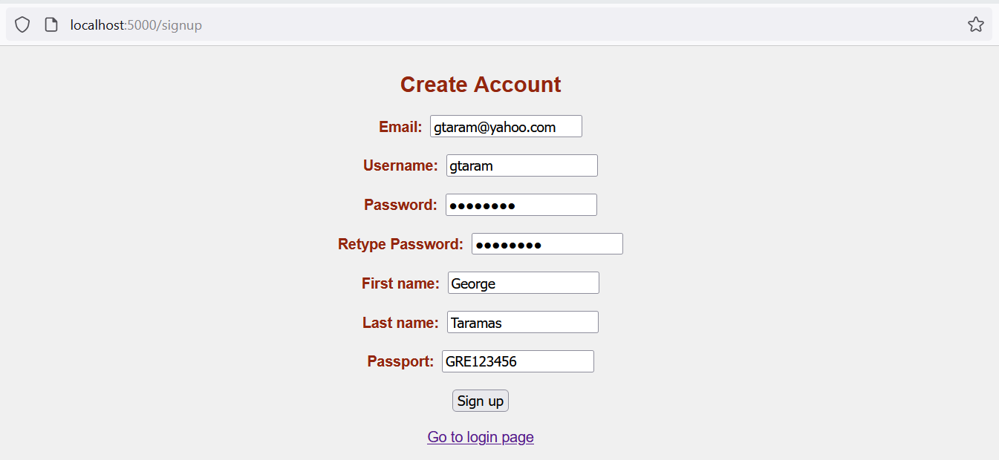 localhost:5000/signup
Create Account
Email: gtaram@yahoo.com
Username: gtaram
Password: ●●●●●●●●
Retype Password: ●●●●●●●●
First name: George
Last name: Taramas
Passport: GRE123456
Sign up
Go to login page